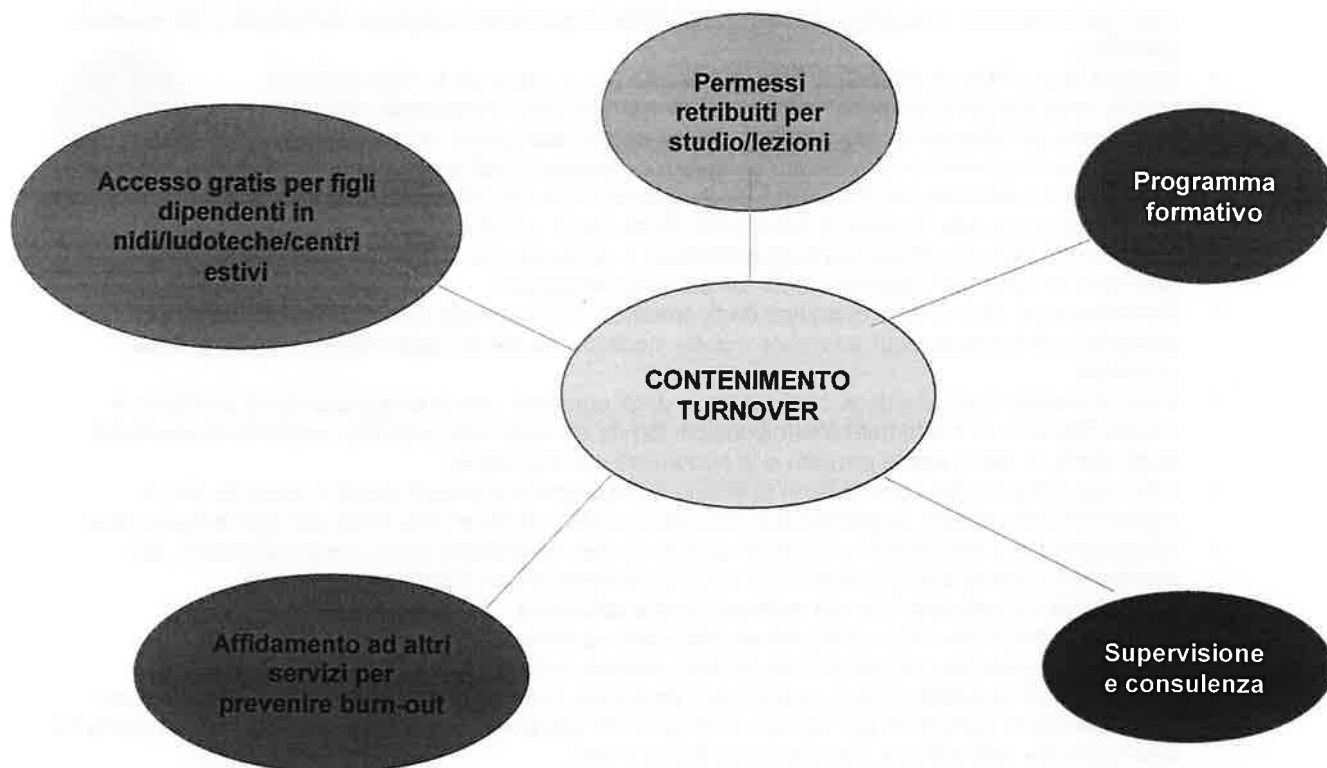 Permessi
retribuiti per
studio/lezioni
Accesso gratis per figli
dipendenti in
nidi/ludoteche/centri
estivi
Programma
formativo
CONTENIMENTO
TURNOVER
Affidamento ad altri
servizi per
prevenire burn-out
Supervisione
e consulenza